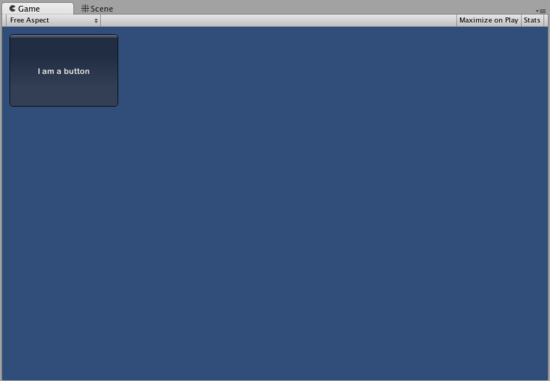 Game Scene
Free Aspect Maximize on Play Stats
I am a button